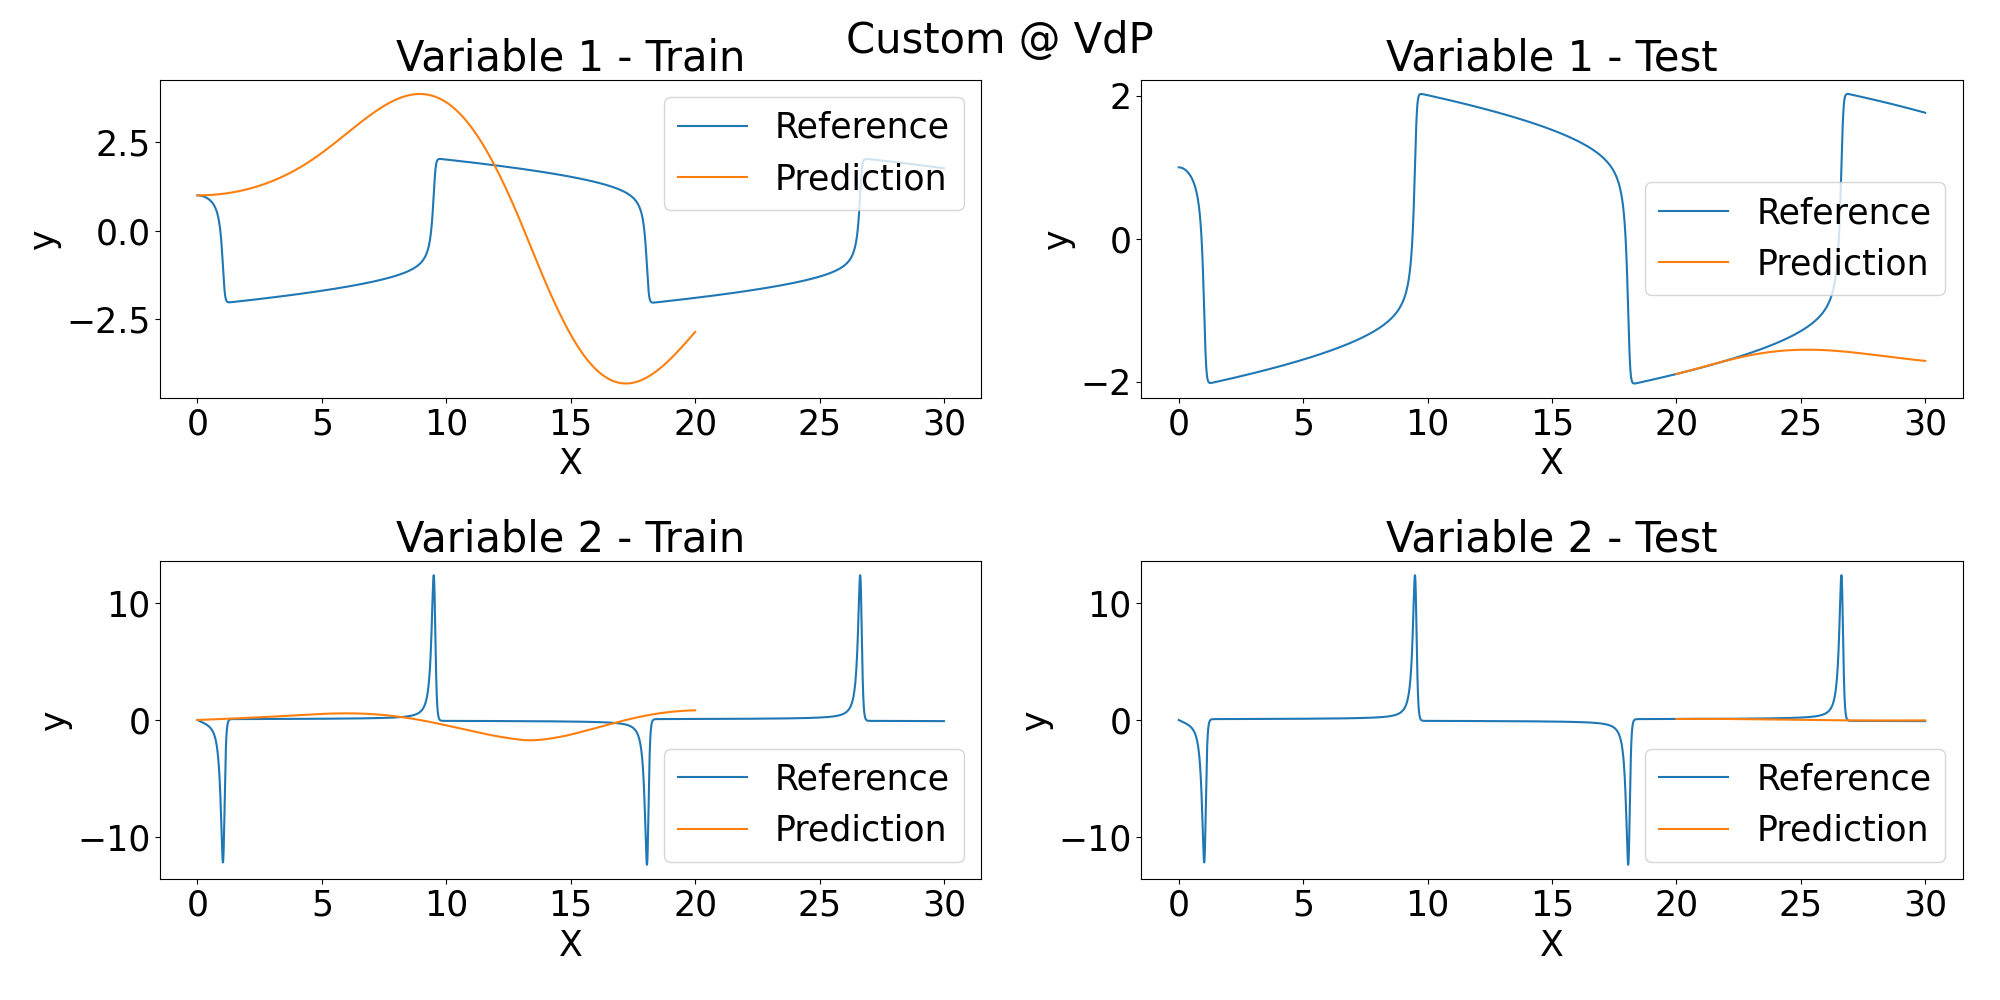 Custom @ VdP
Variable 1 - Train
2.5
0.0
−2.5
y
0 5 10 15 20 25 30
X
Reference
Prediction
Variable 1 - Test
2
0
−2
y
0 5 10 15 20 25 30
X
Reference
Prediction
Variable 2 - Train
10
0
−10
y
0 5 10 15 20 25 30
X
Reference
Prediction
Variable 2 - Test
10
0
−10
y
0 5 10 15 20 25 30
X
Reference
Prediction